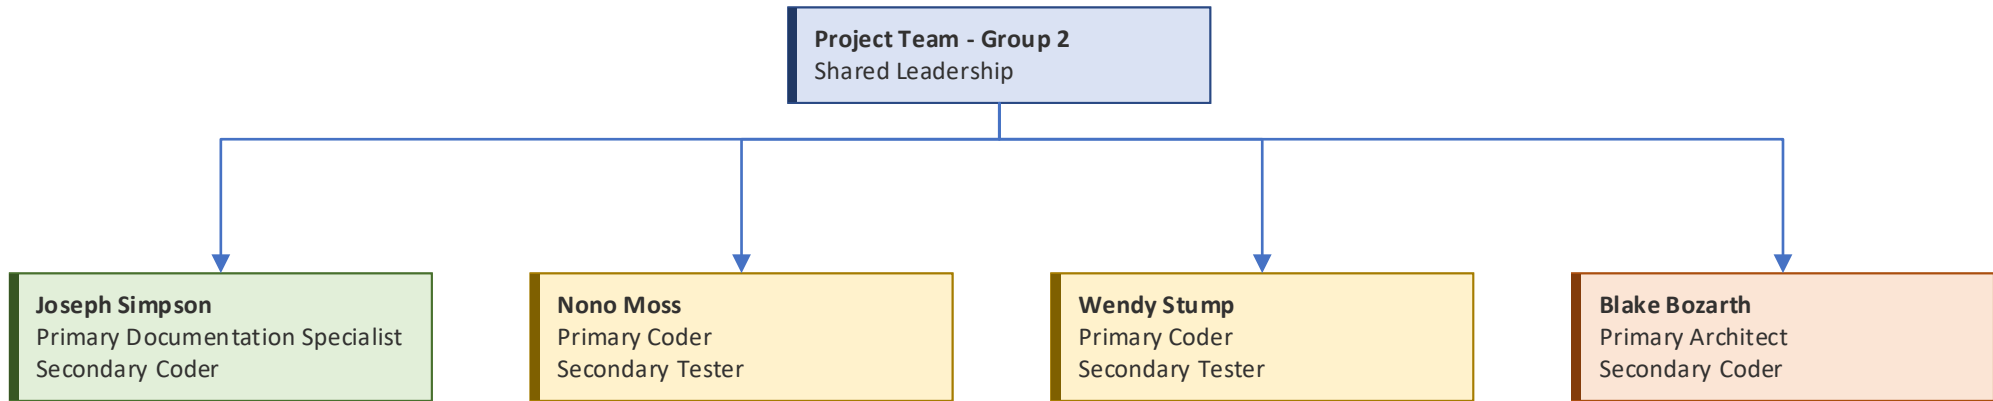 Project Team - Group 2
Shared Leadership
Joseph Simpson
Primary Documentation Specialist
Secondary Coder
Nono Moss
Primary Coder
Secondary Tester
Wendy Stump
Primary Coder
Secondary Tester
Blake Bozarth
Primary Architect
Secondary Coder